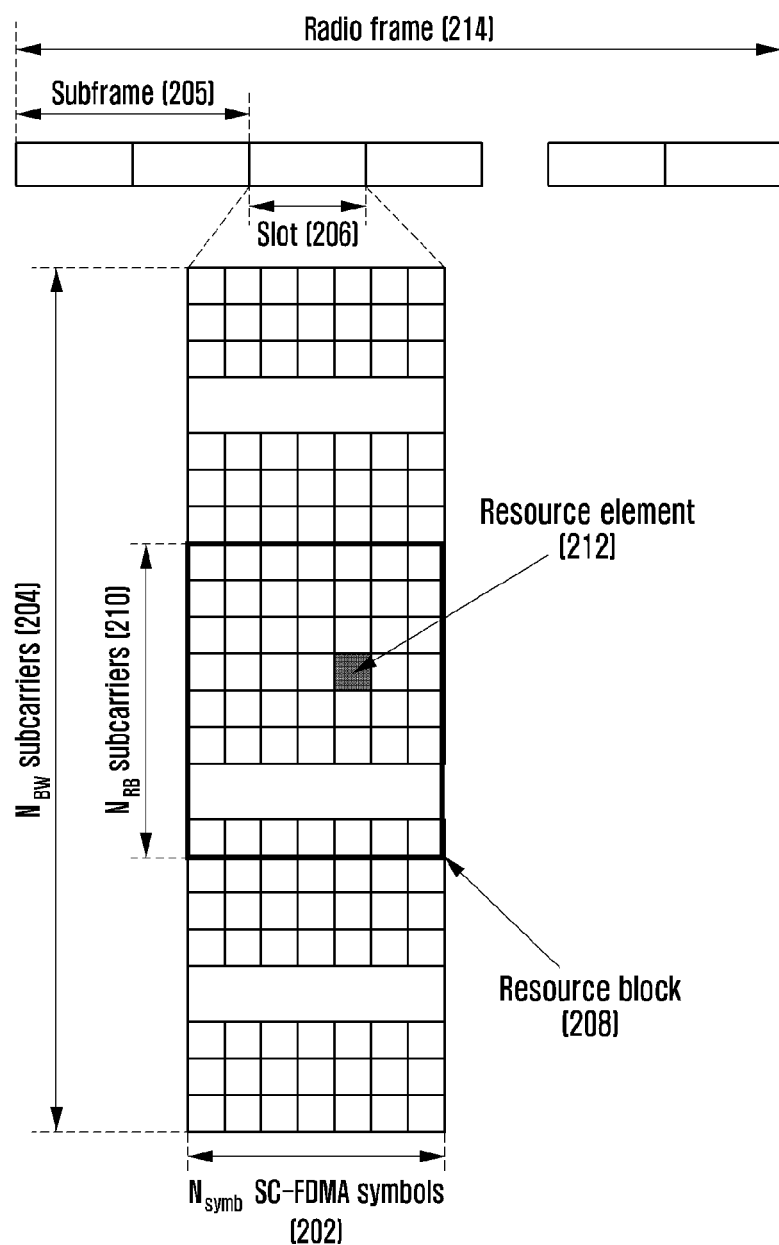 Radio frame (214)
Subframe (205)
Slot (206)
Resource element
(212)
N_BW subcarriers (204)
N_RB subcarriers (210)
Resource block
(208)
N_symb SC-FDMA symbols
(202)